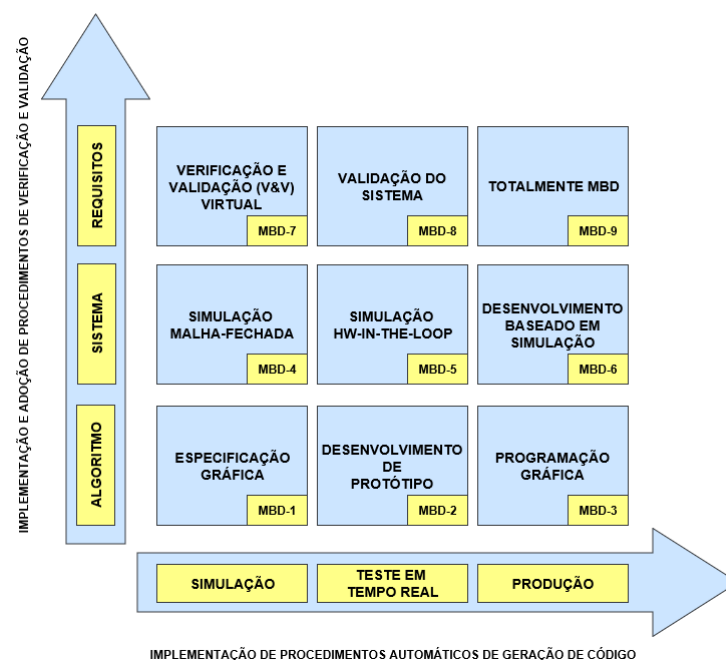 IMPLEMENTAÇÃO E ADOÇÃO DE PROCEDIMENTOS DE VERIFICAÇÃO E VALIDAÇÃO
REQUISITOS
VERIFICAÇÃO E
VALIDAÇÃO (V&V)
VIRTUAL
MBD-7
VALIDAÇÃO DO
SISTEMA
MBD-8
TOTALMENTE MBD
MBD-9
SISTEMA
SIMULAÇÃO
MALHA-FECHADA
MBD-4
SIMULAÇÃO
HW-IN-THE-LOOP
MBD-5
DESENVOLVIMENTO
BASEADO EM
SIMULAÇÃO
MBD-6
ALGORITMO
ESPECIFICAÇÃO
GRÁFICA
MBD-1
DESENVOLVIMENTO
DE
PROTÓTIPO
MBD-2
PROGRAMAÇÃO
GRÁFICA
MBD-3
SIMULAÇÃO
TESTE EM
TEMPO REAL
PRODUÇÃO
IMPLEMENTAÇÃO DE PROCEDIMENTOS AUTOMÁTICOS DE GERAÇÃO DE CÓDIGO